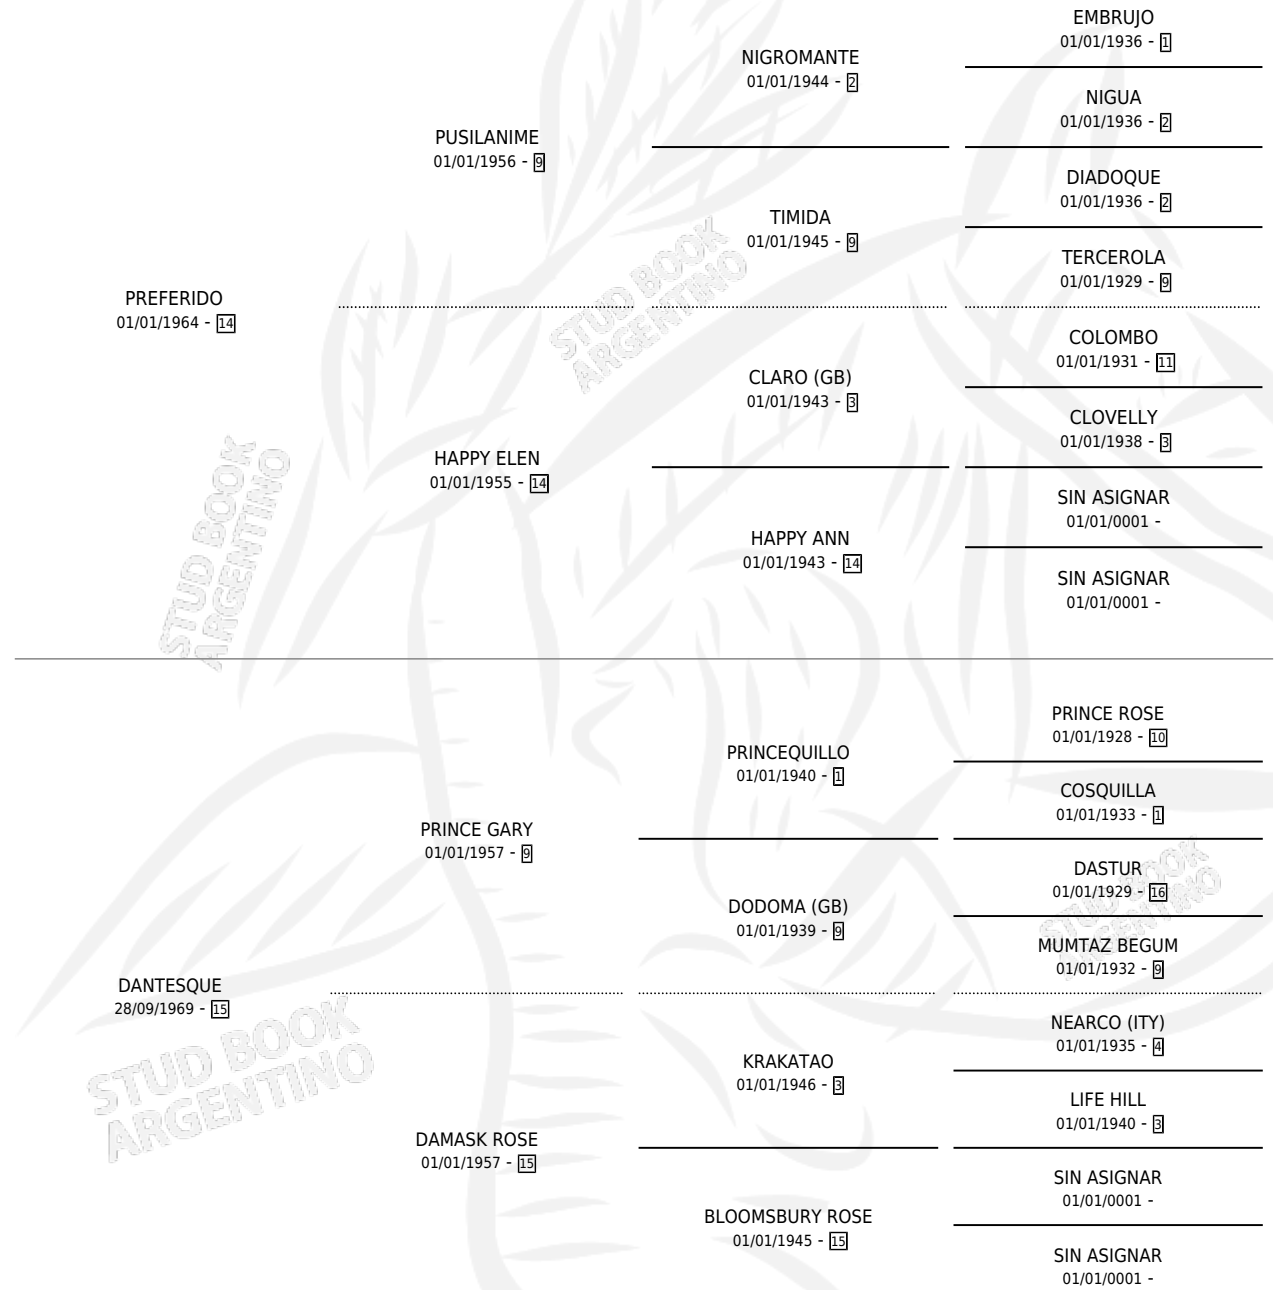 EMBRUJO
01/01/1936 - 1
NIGROMANTE
01/01/1944 - 2
NIGUA
01/01/1936 - 2
PUSILANIME
01/01/1956 - 9
DIADOQUE
01/01/1936 - 2
TIMIDA
01/01/1945 - 9
TERCEROLA
01/01/1929 - 9
PREFERIDO
01/01/1964 - 14
COLOMBO
01/01/1931 - 11
CLARO (GB)
01/01/1943 - 3
CLOVELLY
01/01/1938 - 3
HAPPY ELEN
01/01/1955 - 14
SIN ASIGNAR
01/01/0001 -
HAPPY ANN
01/01/1943 - 14
SIN ASIGNAR
01/01/0001 -
STUD BOOK
ARGENTINO
STUD BOOK
ARGENTINO
PRINCE ROSE
01/01/1928 - 10
PRINCEQUILLO
01/01/1940 - 1
COSQUILLA
01/01/1933 - 1
PRINCE GARY
01/01/1957 - 9
DASTUR
01/01/1929 - 16
DODOMA (GB)
01/01/1939 - 9
MUMTAZ BEGUM
01/01/1932 - 9
DANTESQUE
28/09/1969 - 15
NEARCO (ITY)
01/01/1935 - 4
KRAKATAO
01/01/1946 - 3
LIFE HILL
01/01/1940 - 3
DAMASK ROSE
01/01/1957 - 15
SIN ASIGNAR
01/01/0001 -
BLOOMSBURY ROSE
01/01/1945 - 15
SIN ASIGNAR
01/01/0001 -
STUD BOOK
ARGENTINO
STUD BOOK
ARGENTINO